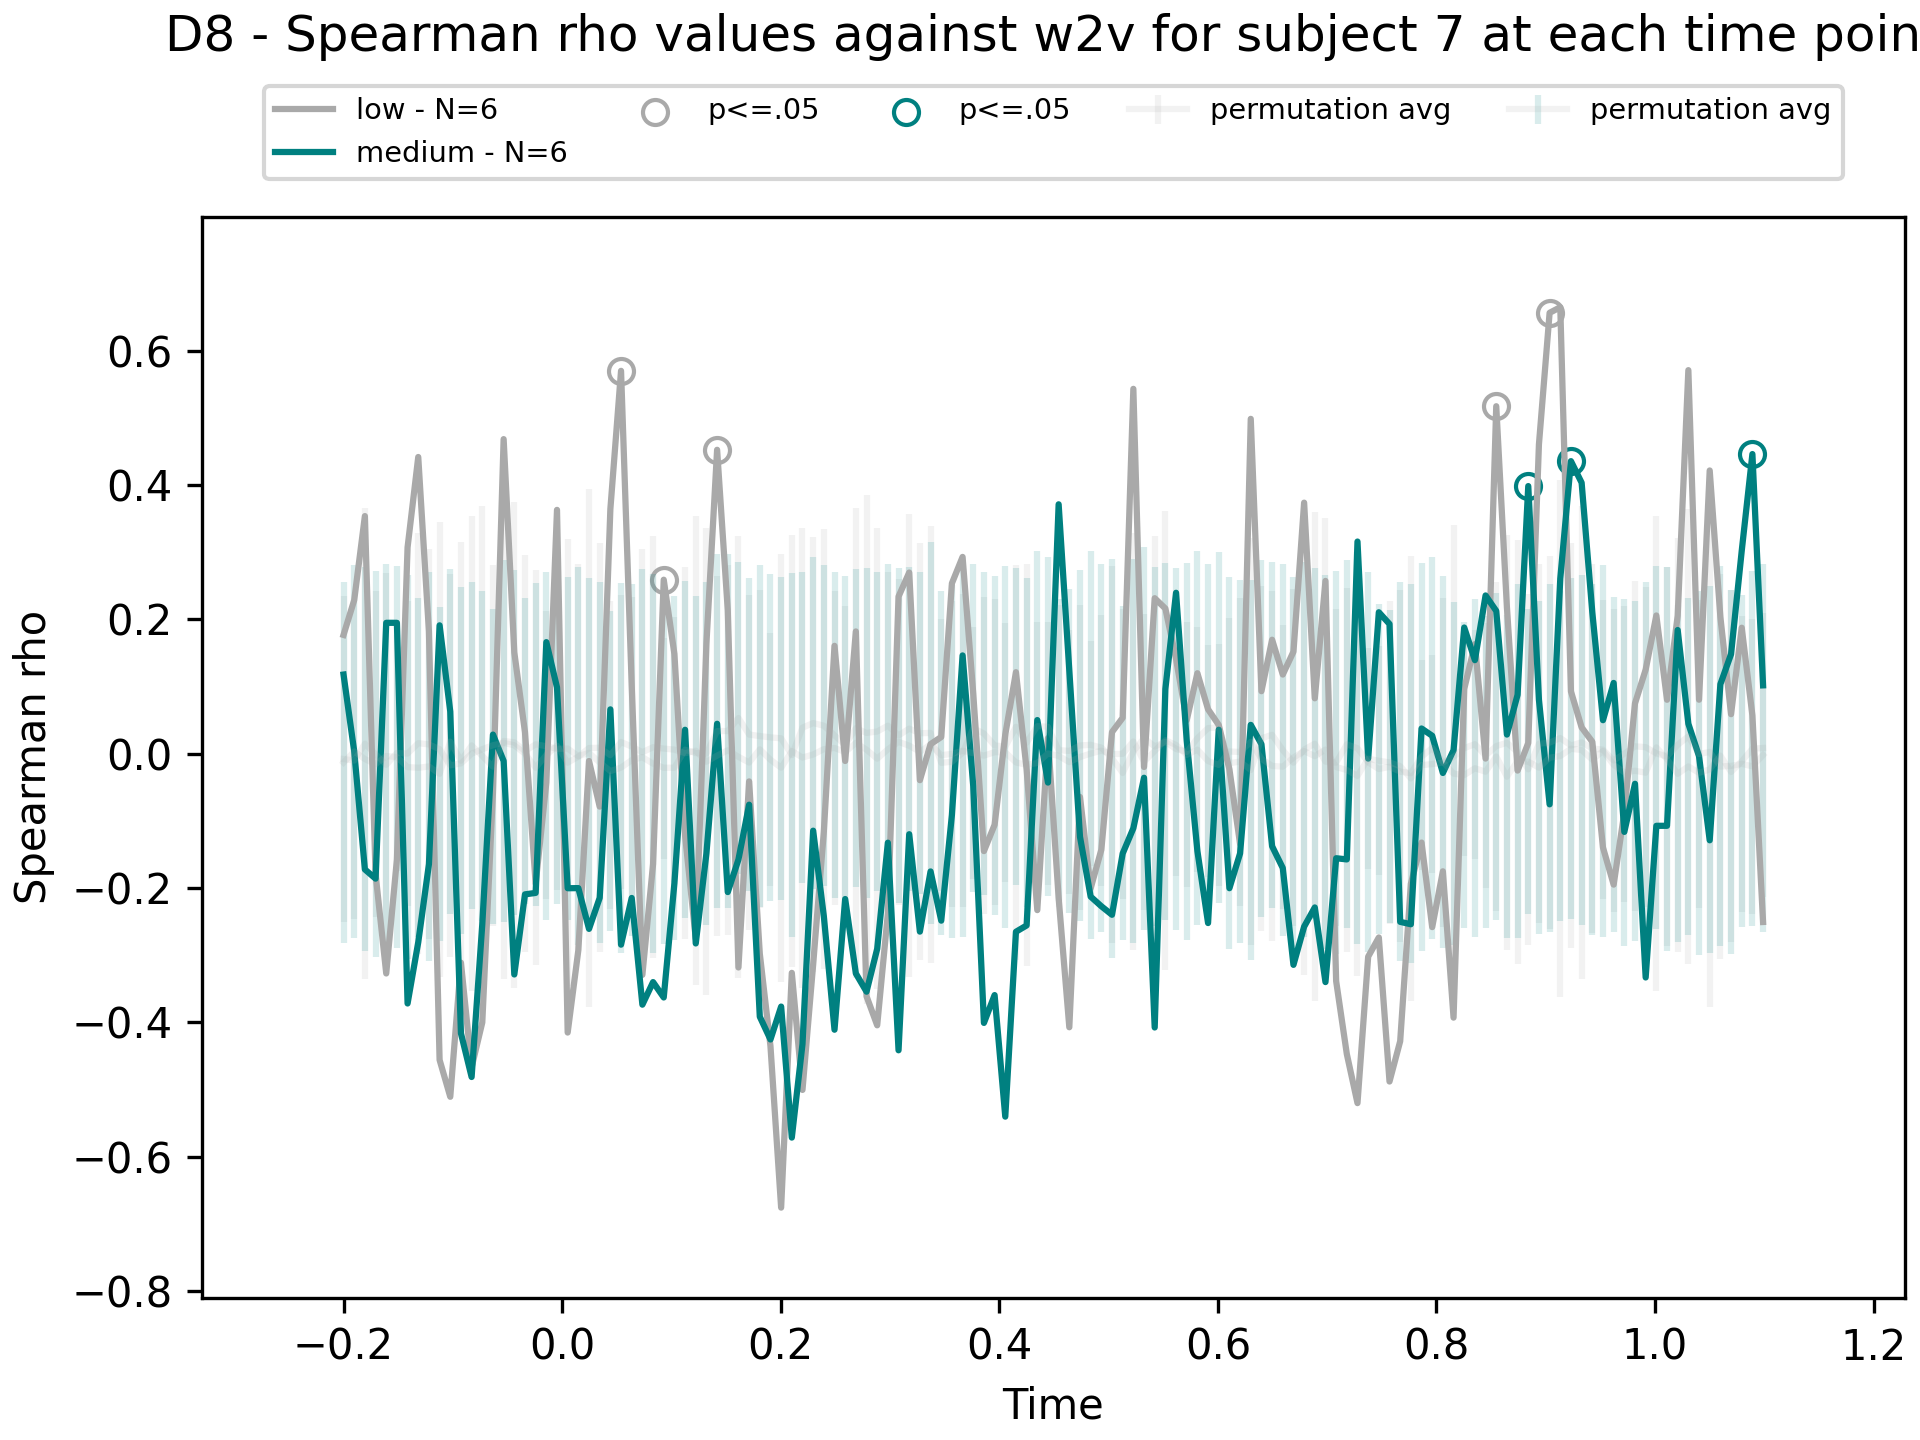 D8 - Spearman rho values against w2v for subject 7 at each time poin
low - N=6
medium - N=6
p<=.05
p<=.05
permutation avg
permutation avg
Spearman rho
0.6
0.4
0.2
0.0
−0.2
−0.4
−0.6
−0.8
−0.2
0.0
0.2
0.4
0.6
0.8
1.0
1.2
Time